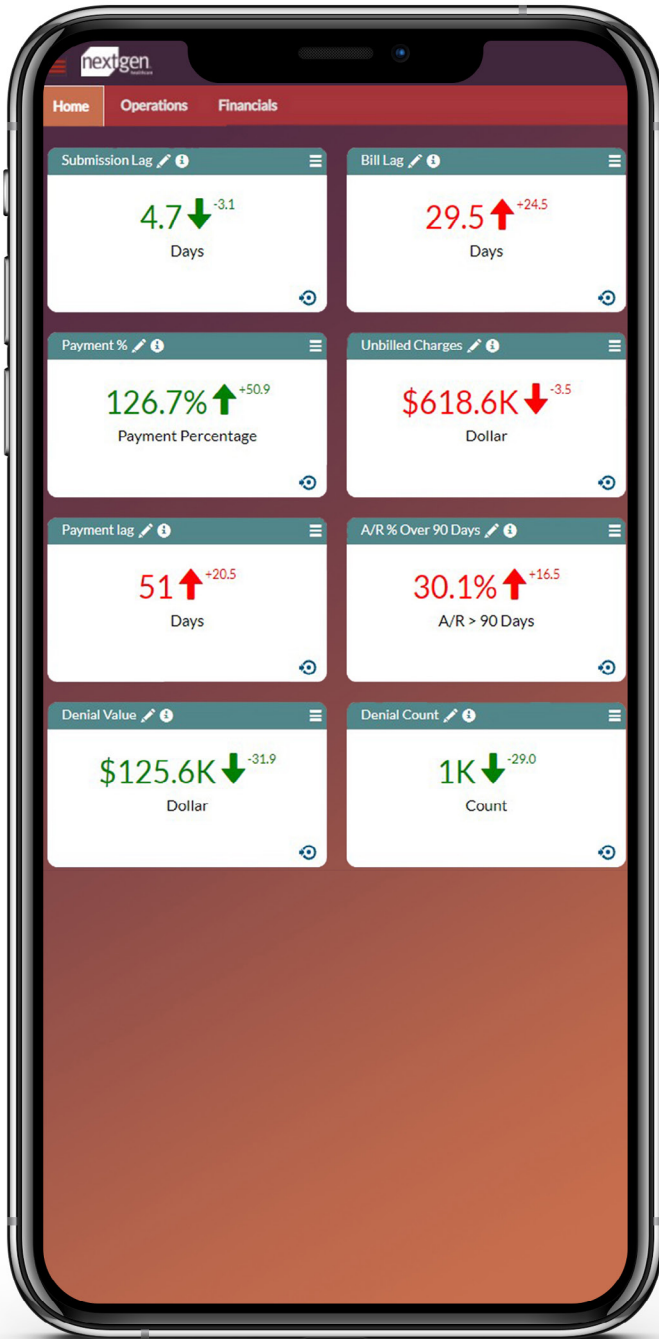 nextgen
healthcare
Home Operations Financials
Submission Lag
4.7 -3.1
Days
Bill Lag
29.5 +24.5
Days
Payment %
126.7% +50.9
Payment Percentage
Unbilled Charges
$618.6K -3.5
Dollar
Payment lag
51 +20.5
Days
A/R % Over 90 Days
30.1% +16.5
A/R > 90 Days
Denial Value
$125.6K -31.9
Dollar
Denial Count
1K -29.0
Count